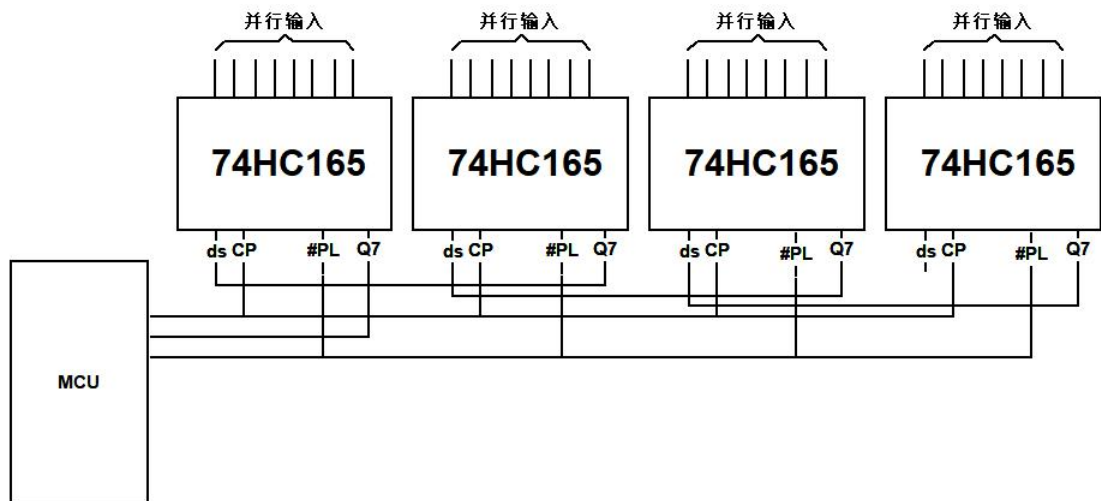 并行输入 并行输入 并行输入 并行输入
74HC165 74HC165 74HC165 74HC165
ds CP #PL Q7 ds CP #PL Q7 ds CP #PL Q7 ds CP #PL Q7
MCU